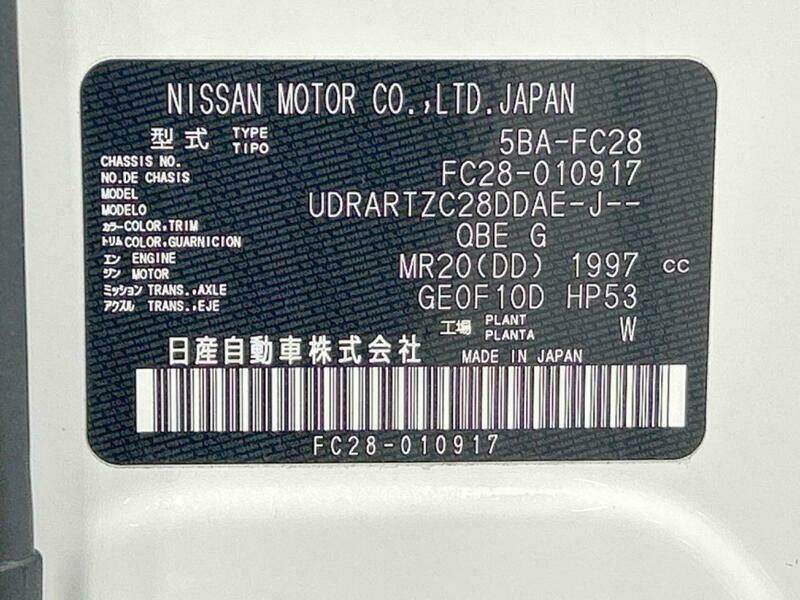 NISSAN MOTOR CO.,LTD.JAPAN
型式 TYPE TIPO 5BA-FC28
CHASSIS NO. NO.DE CHASIS FC28-010917
MODEL MODELO UDRARTZC28DDAE-J--
カラー COLOR,TRIM トリム COLOR,GUARNICION QBE G
エンジン ENGINE MOTOR MR20(DD) 1997 CC
ミッション TRANS.,AXLE アクスル TRANS.,EJE GE0F10D HP53
工場 PLANT PLANTA W
日産自動車株式会社 MADE IN JAPAN
FC28-010917